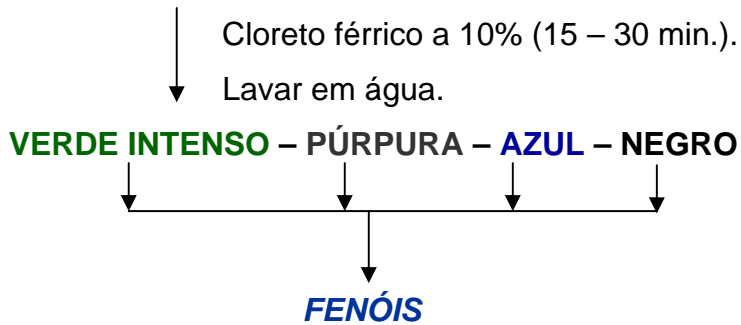 Cloreto férrico a 10% (15 – 30 min.).
Lavar em água.
VERDE INTENSO – PÚRPURA – AZUL – NEGRO
FENÓIS